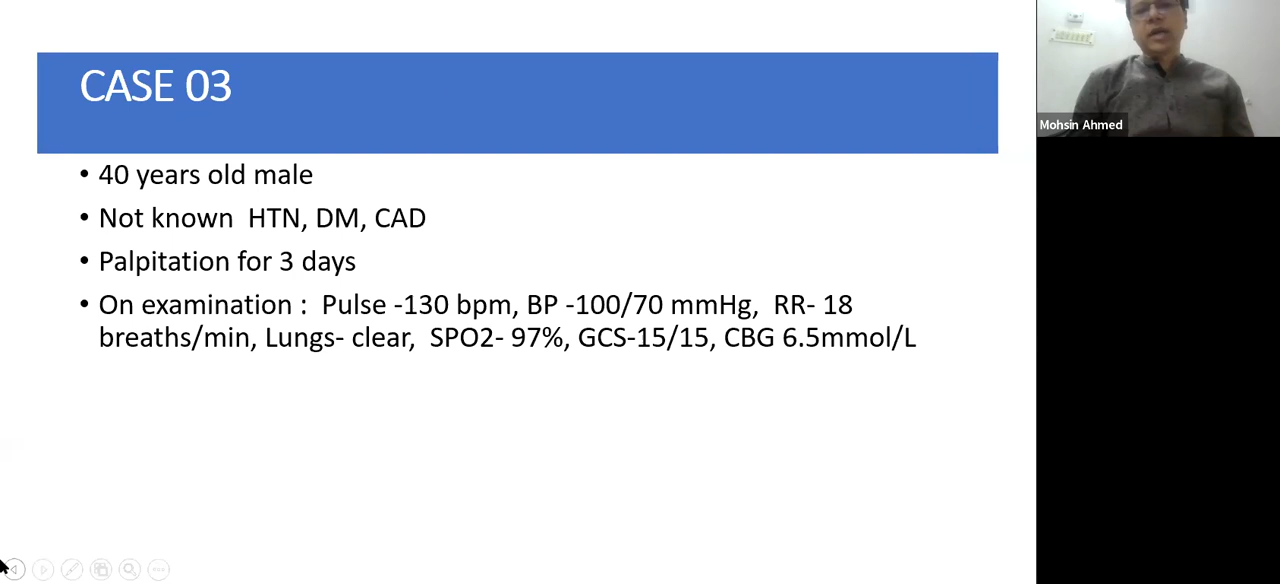 CASE 03
• 40 years old male
• Not known HTN, DM, CAD
• Palpitation for 3 days
• On examination : Pulse -130 bpm, BP -100/70 mmHg, RR- 18
breaths/min, Lungs- clear, SPO2- 97%, GCS-15/15, CBG 6.5mmol/L
Mohsin Ahmed